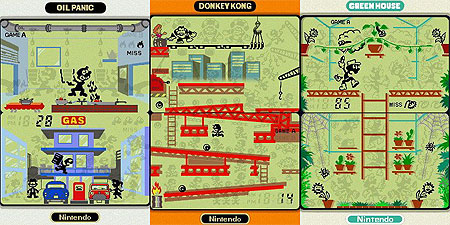 OIL PANIC
GAME A
MISS
28
GAS
Nintendo
DONKEY KONG
GAME A
14
Nintendo
GREEN HOUSE
GAME A
85
MISS
Nintendo